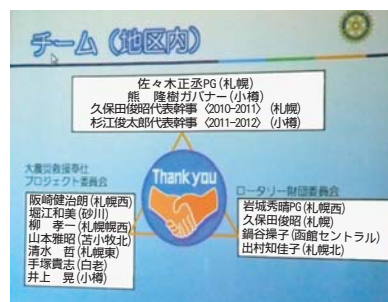 チーム（地区内）
佐々木正丞PG(札幌)
熊　隆樹ガバナー(小樽)
久保田俊昭代表幹事〈2010-2011〉(札幌)
杉江俊太郎代表幹事〈2011-2012〉(小樽)
Thank you
大震災救援奉仕
プロジェクト委員会
阪崎健治朗(札幌西)
堀江和美(砂川)
柳　孝一(札幌幌西)
山本雅昭(苫小牧北)
清水　哲(札幌東)
手塚貴志(白老)
井上　晃(小樽)
ロータリー財団委員会
岩城秀晴PG(札幌西)
久保田俊昭(札幌)
鍋谷操子(函館セントラル)
出村知佳子(札幌北)